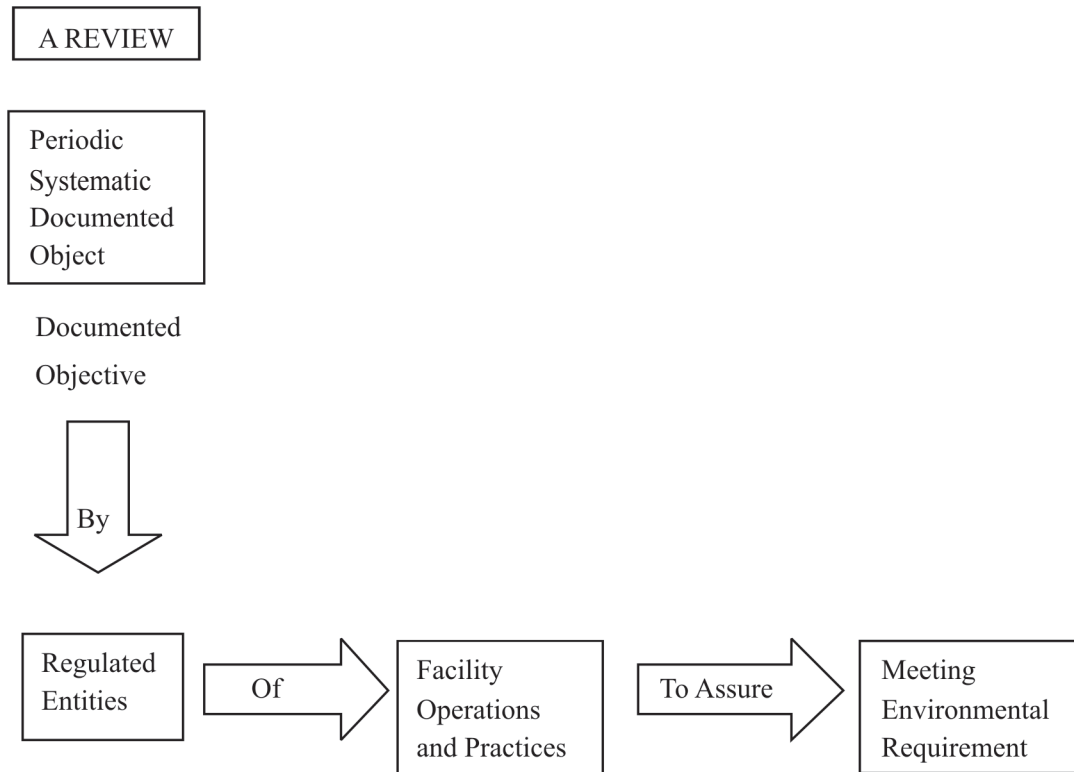 A REVIEW
Periodic
Systematic
Documented
Object
Documented
Objective
By
Regulated
Entities
Of
Facility
Operations
and Practices
To Assure
Meeting
Environmental
Requirement